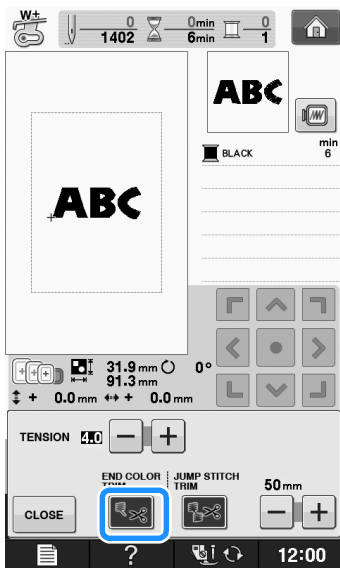 W±
0 0min 0
1402 6min 1
ABC
min
BLACK 6
ABC
31.9 mm 0°
91.3 mm
+ 0.0 mm + 0.0 mm
TENSION 4.0 − +
END COLOR TRIM
JUMP STITCH TRIM
50 mm
CLOSE − +
? 12:00